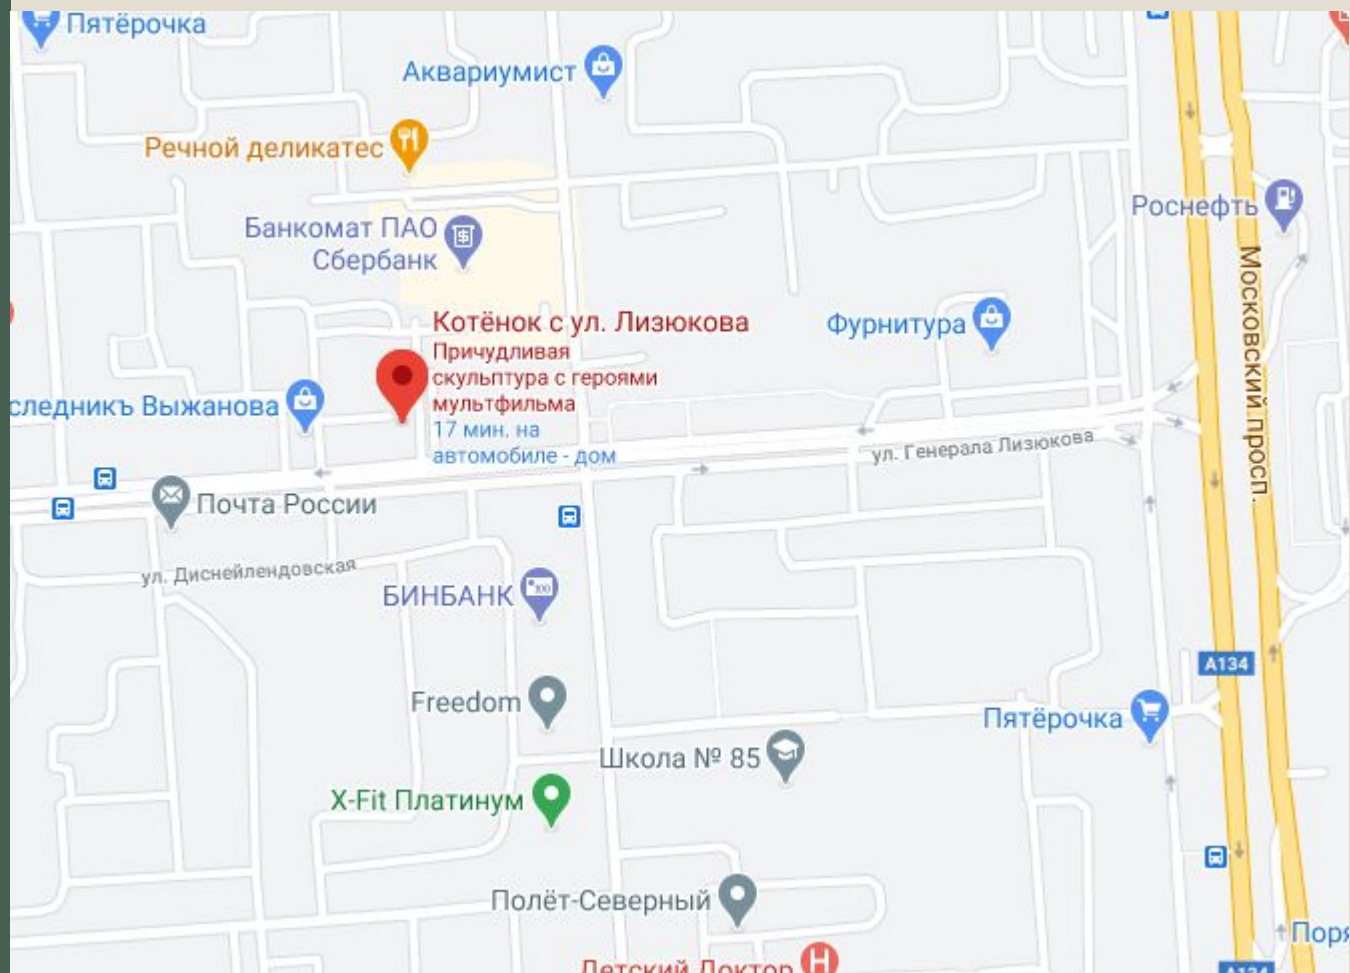 Пятёрочка
Аквариумист
Речной деликатес
Роснефть
Банкомат ПАО
Сбербанк
Московский просп.
Котёнок с ул. Лизюкова
Причудливая
скульптура с героями
мультфильма
17 мин. на
автомобиле - дом
Фурнитура
следникъ Выжанова
ул. Генерала Лизюкова
Почта России
ул. Диснейлендовская
БИНБАНК
100
A134
Freedom
Пятёрочка
Школа № 85
X-Fit Платинум
Полёт-Северный
Поря
Детский Доктор
H
A134